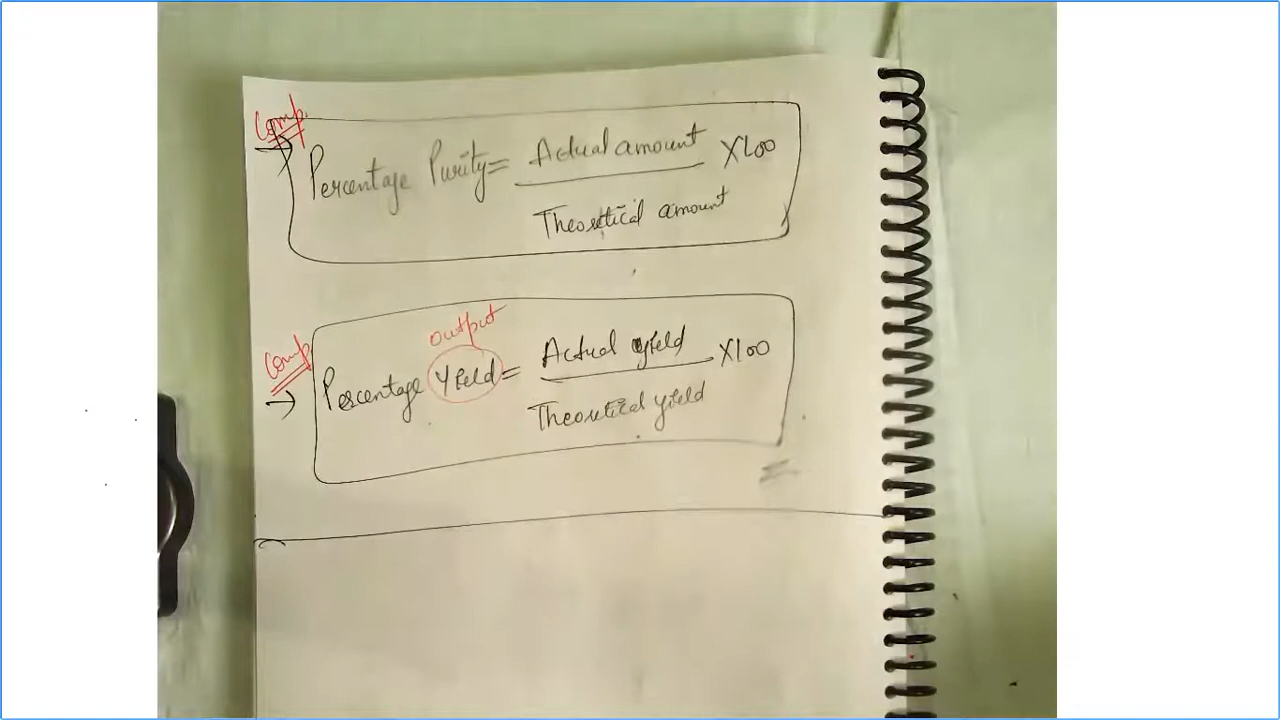 Comp.
Percentage Purity = Actual amount X100
Theoretical amount
output
Comp.
Percentage Yield = Actual yield X100
Theoretical yield